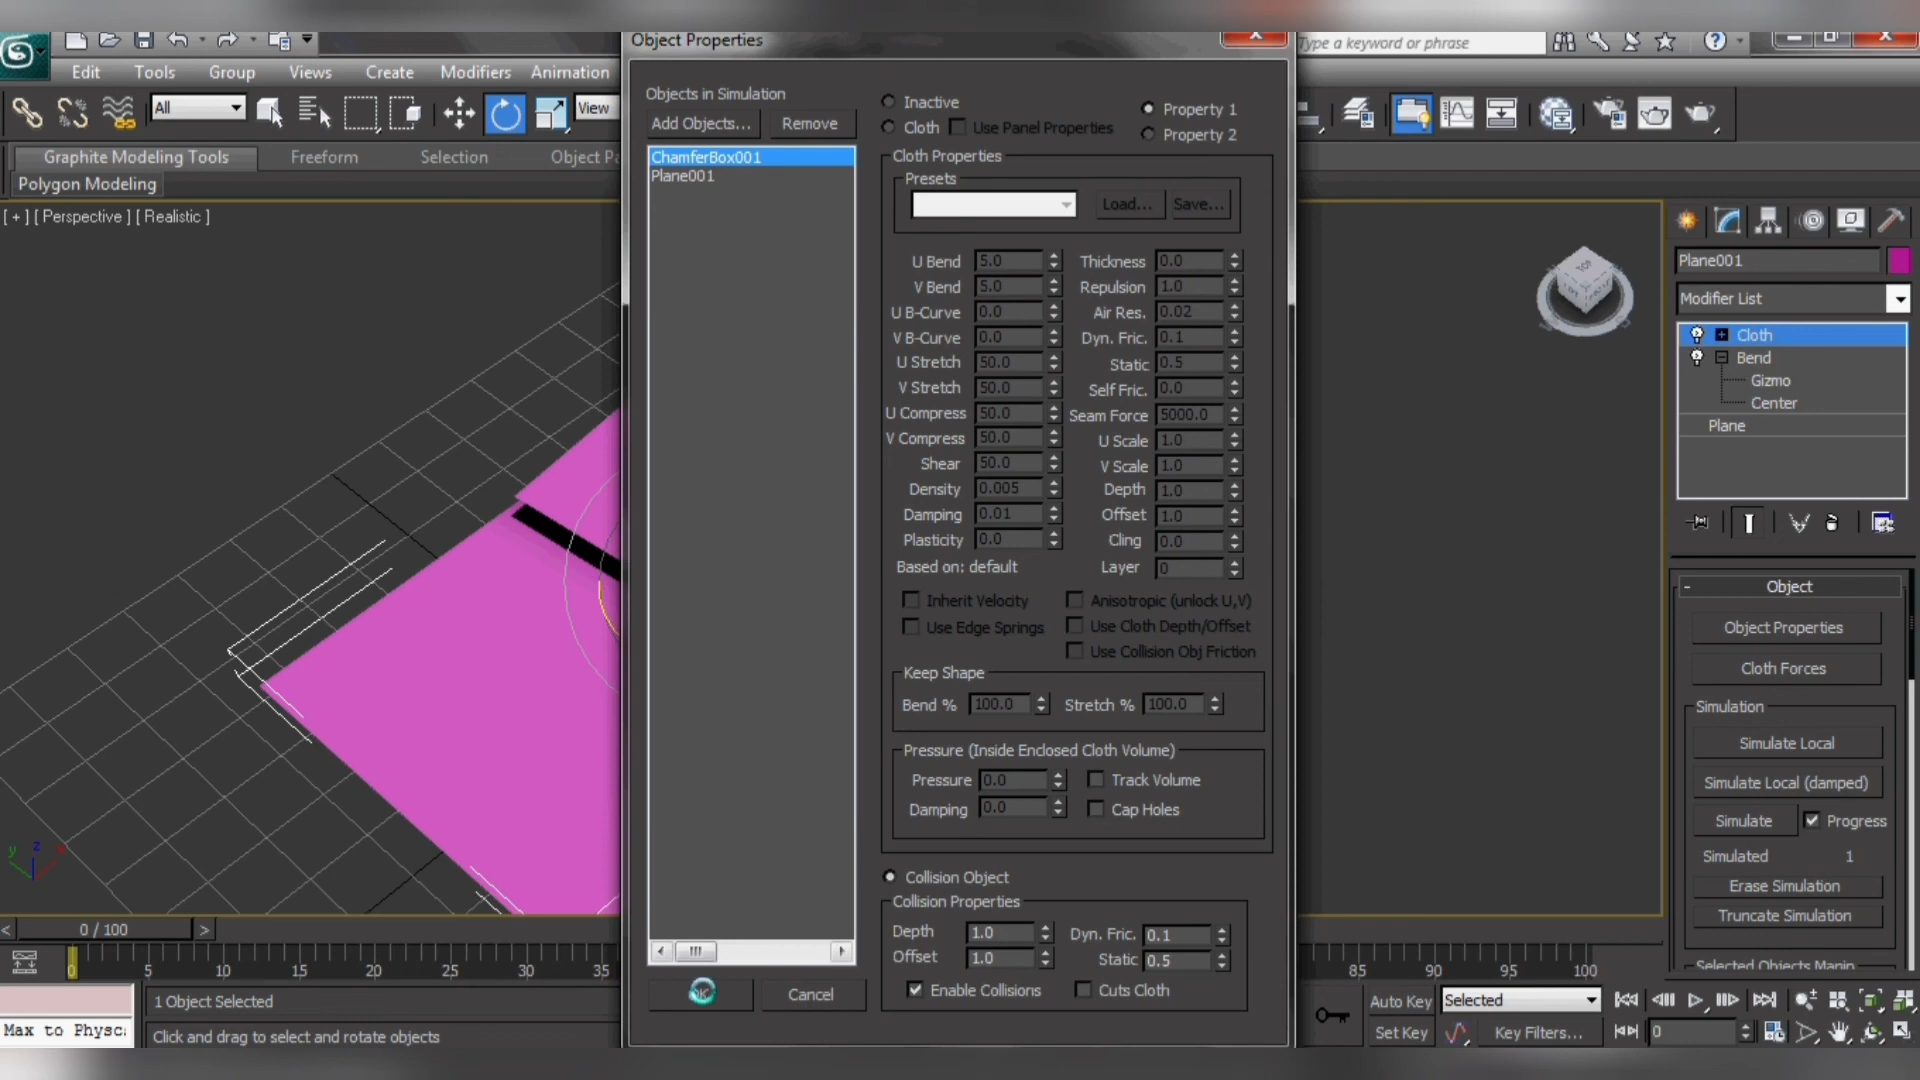 Object Properties
Type a keyword or phrase
Edit Tools Group Views Create Modifiers Animation
All
View
Graphite Modeling Tools Freeform Selection
Polygon Modeling
[ + ] [ Perspective ] [ Realistic ]
Objects in Simulation
Add Objects... Remove
ChamferBox001
Plane001
Inactive
Cloth Use Panel Properties
Property 1
Property 2
Cloth Properties
Presets
Load... Save...
U Bend 5.0 Thickness 0.0
V Bend 5.0 Repulsion 1.0
U B-Curve 0.0 Air Res. 0.02
V B-Curve 0.0 Dyn. Fric. 0.1
U Stretch 50.0 Static 0.5
V Stretch 50.0 Self Fric. 0.0
U Compress 50.0 Seam Force 5000.0
V Compress 50.0 U Scale 1.0
Shear 50.0 V Scale 1.0
Density 0.005 Depth 1.0
Damping 0.01 Offset 1.0
Plasticity 0.0 Cling 0.0
Based on: default Layer 0
Inherit Velocity Anisotropic (unlock U,V)
Use Edge Springs Use Cloth Depth/Offset
Use Collision Obj Friction
Keep Shape
Bend % 100.0 Stretch % 100.0
Pressure (Inside Enclosed Cloth Volume)
Pressure 0.0 Track Volume
Damping 0.0 Cap Holes
Collision Object
Collision Properties
Depth 1.0 Dyn. Fric. 0.1
Offset 1.0 Static 0.5
Enable Collisions Cuts Cloth
Cancel
TOP
Plane001
Modifier List
Cloth
Bend
Gizmo
Center
Plane
- Object
Object Properties
Cloth Forces
Simulation
Simulate Local
Simulate Local (damped)
Simulate Progress
Simulated 1
Erase Simulation
Truncate Simulation
Selected Objects Manip
y z x
< 0 / 100 >
0 5 10 15 20 25 30 35 85 90 95 100
1 Object Selected
Max to Physc:
Click and drag to select and rotate objects
Auto Key Selected
Set Key Key Filters... 0